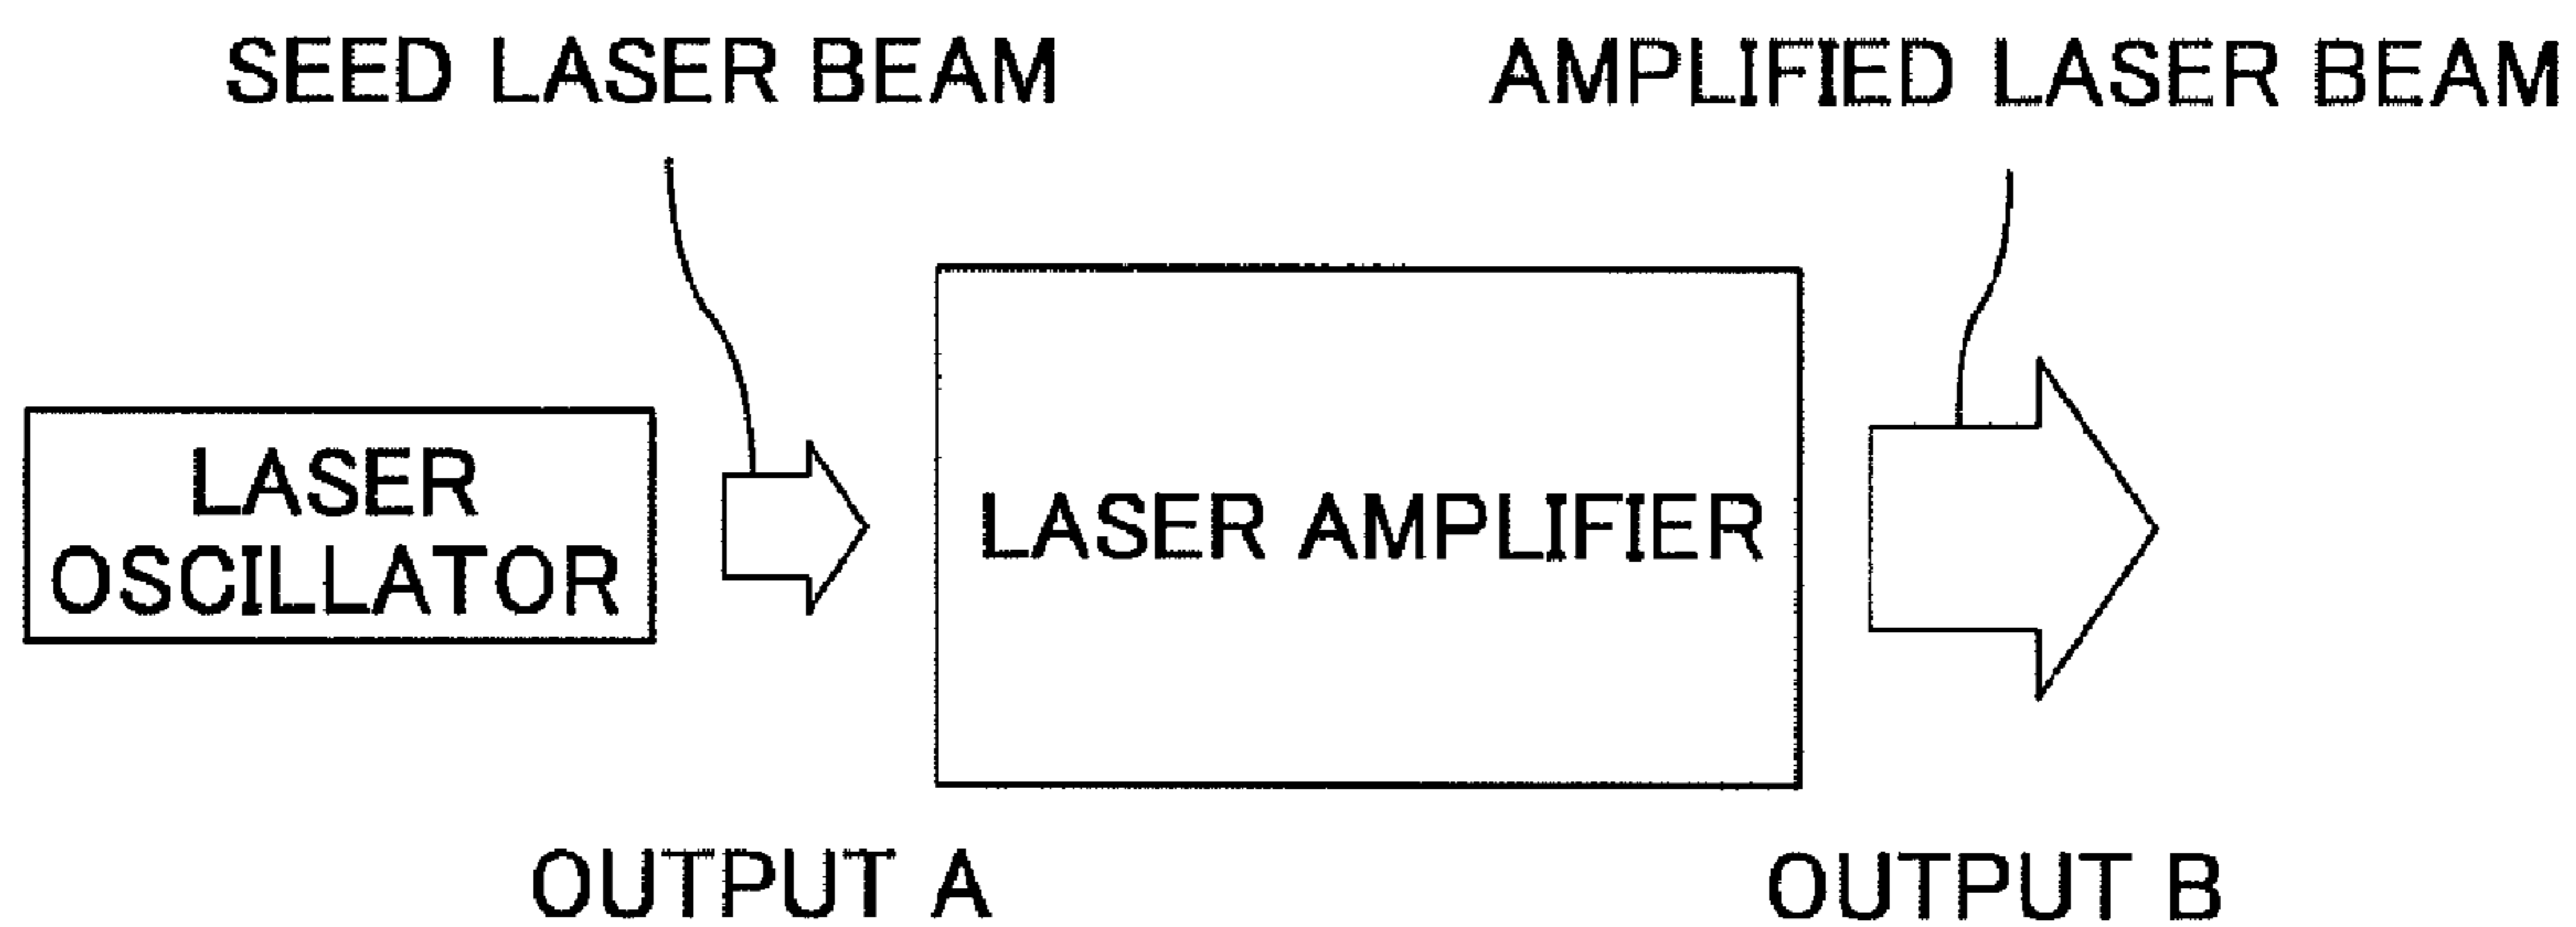 SEED LASER BEAM
AMPLIFIED LASER BEAM
LASER
OSCILLATOR
LASER AMPLIFIER
OUTPUT A
OUTPUT B